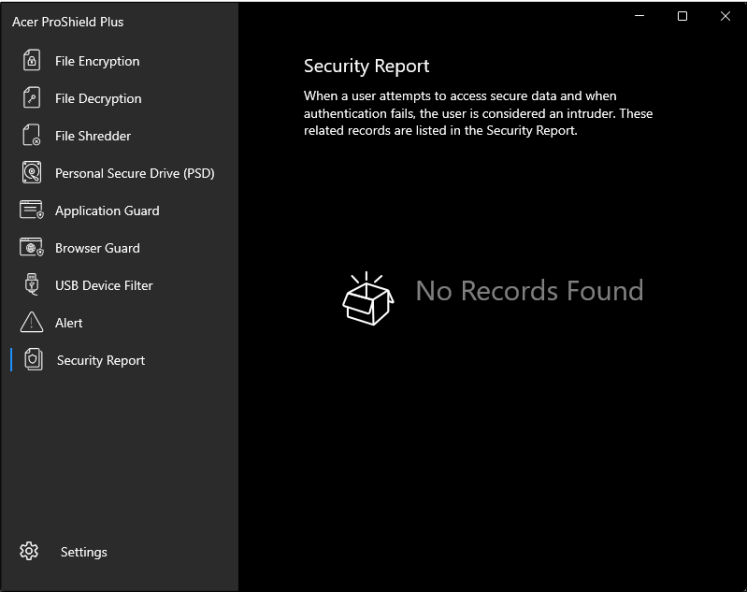 Acer ProShield Plus
File Encryption
File Decryption
File Shredder
Personal Secure Drive (PSD)
Application Guard
Browser Guard
USB Device Filter
Alert
Security Report
Settings
Security Report
When a user attempts to access secure data and when
authentication fails, the user is considered an intruder. These
related records are listed in the Security Report.
No Records Found